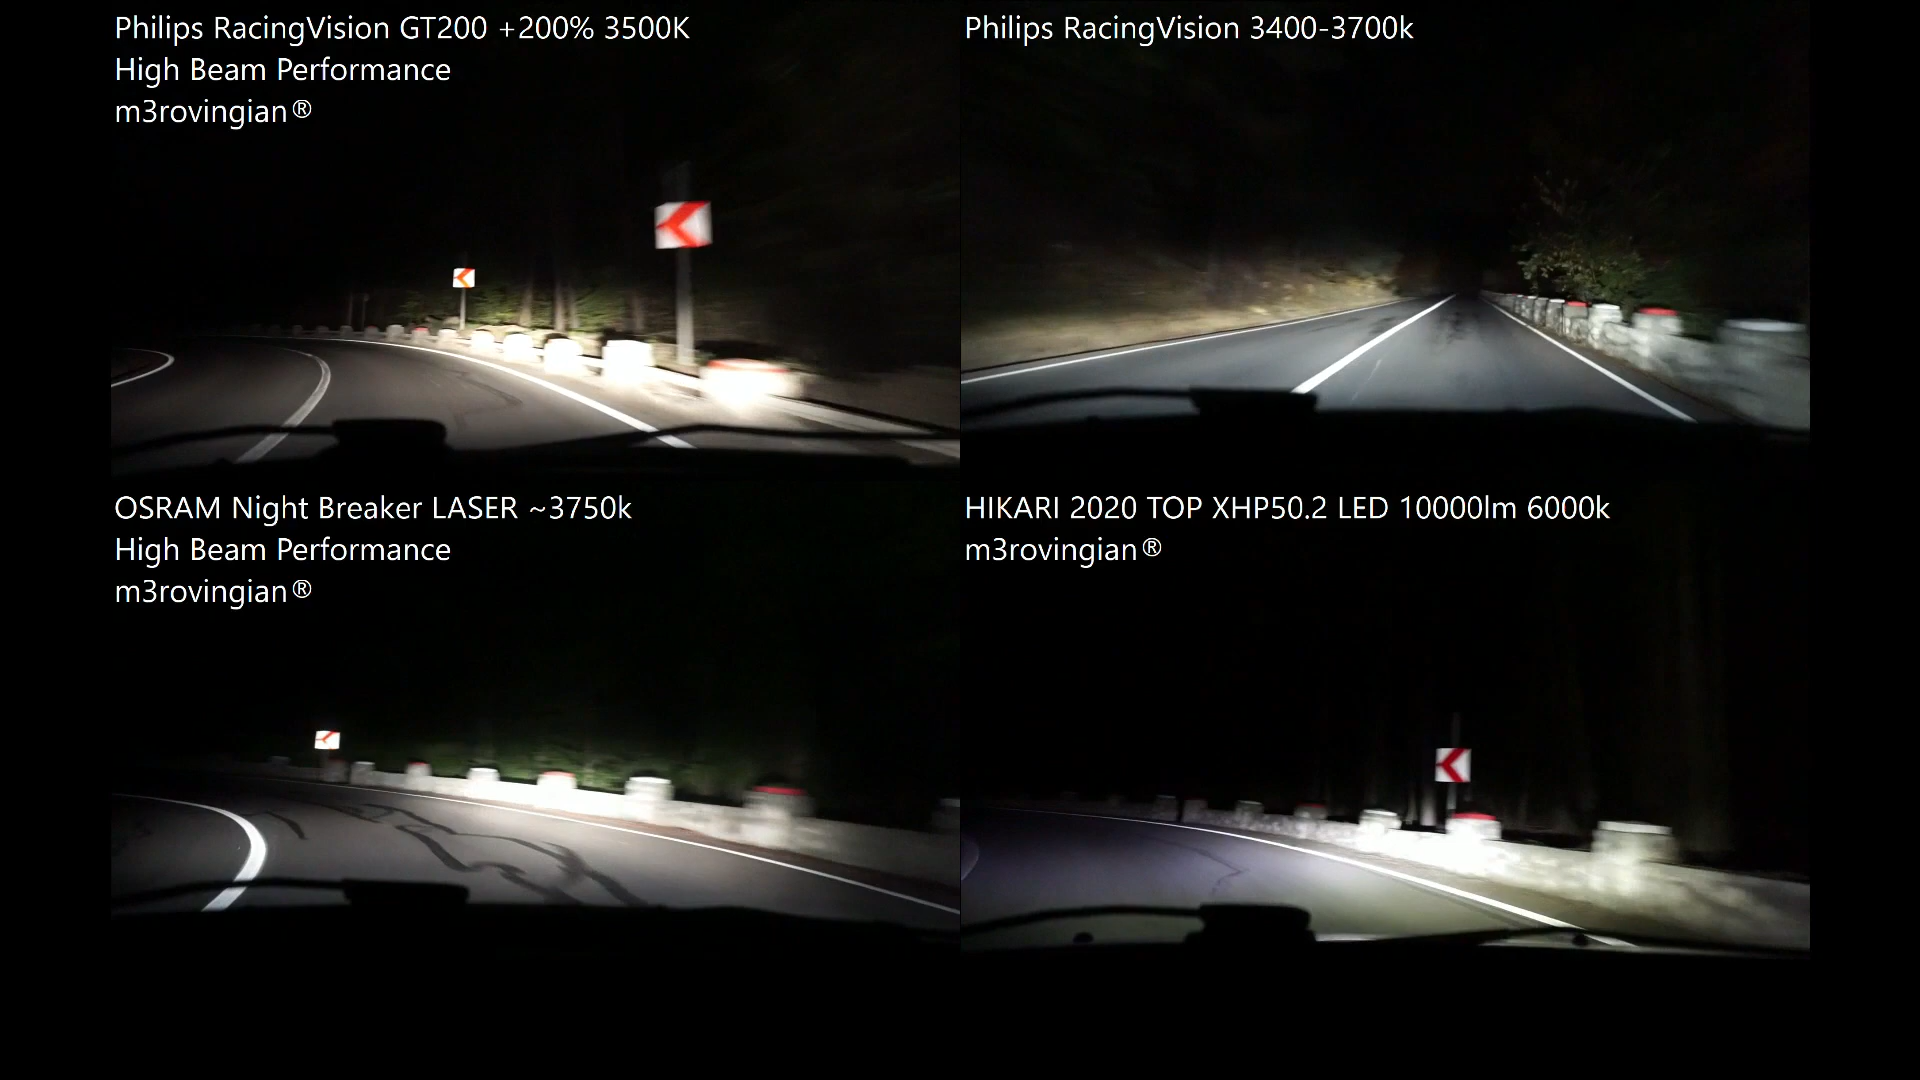 Philips RacingVision GT200 +200% 3500K
High Beam Performance
m3rovingian®
Philips RacingVision 3400-3700k
OSRAM Night Breaker LASER ~3750k
High Beam Performance
m3rovingian®
HIKARI 2020 TOP XHP50.2 LED 10000lm 6000k
m3rovingian®